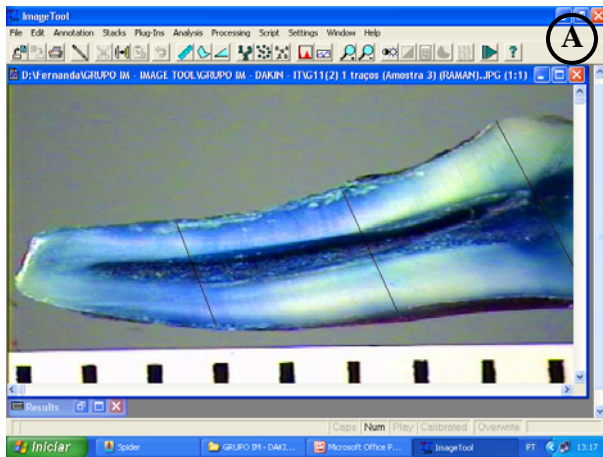 ImageTool
File Edit Annotation Stacks Plug-Ins Analysis Processing Script Settings Window Help
A
D:\Fernanda\GRUPO IM - IMAGE TOOL\GRUPO IM - DAKIN - IT\G11(2) 1 traços (Amostra 3) (RAMAN).JPG (1:1)
Results
Caps Num Play Calibrated Overwrite
Iniciar Spider GRUPO IM - DAKI... Microsoft Office P... ImageTool PT 13:17